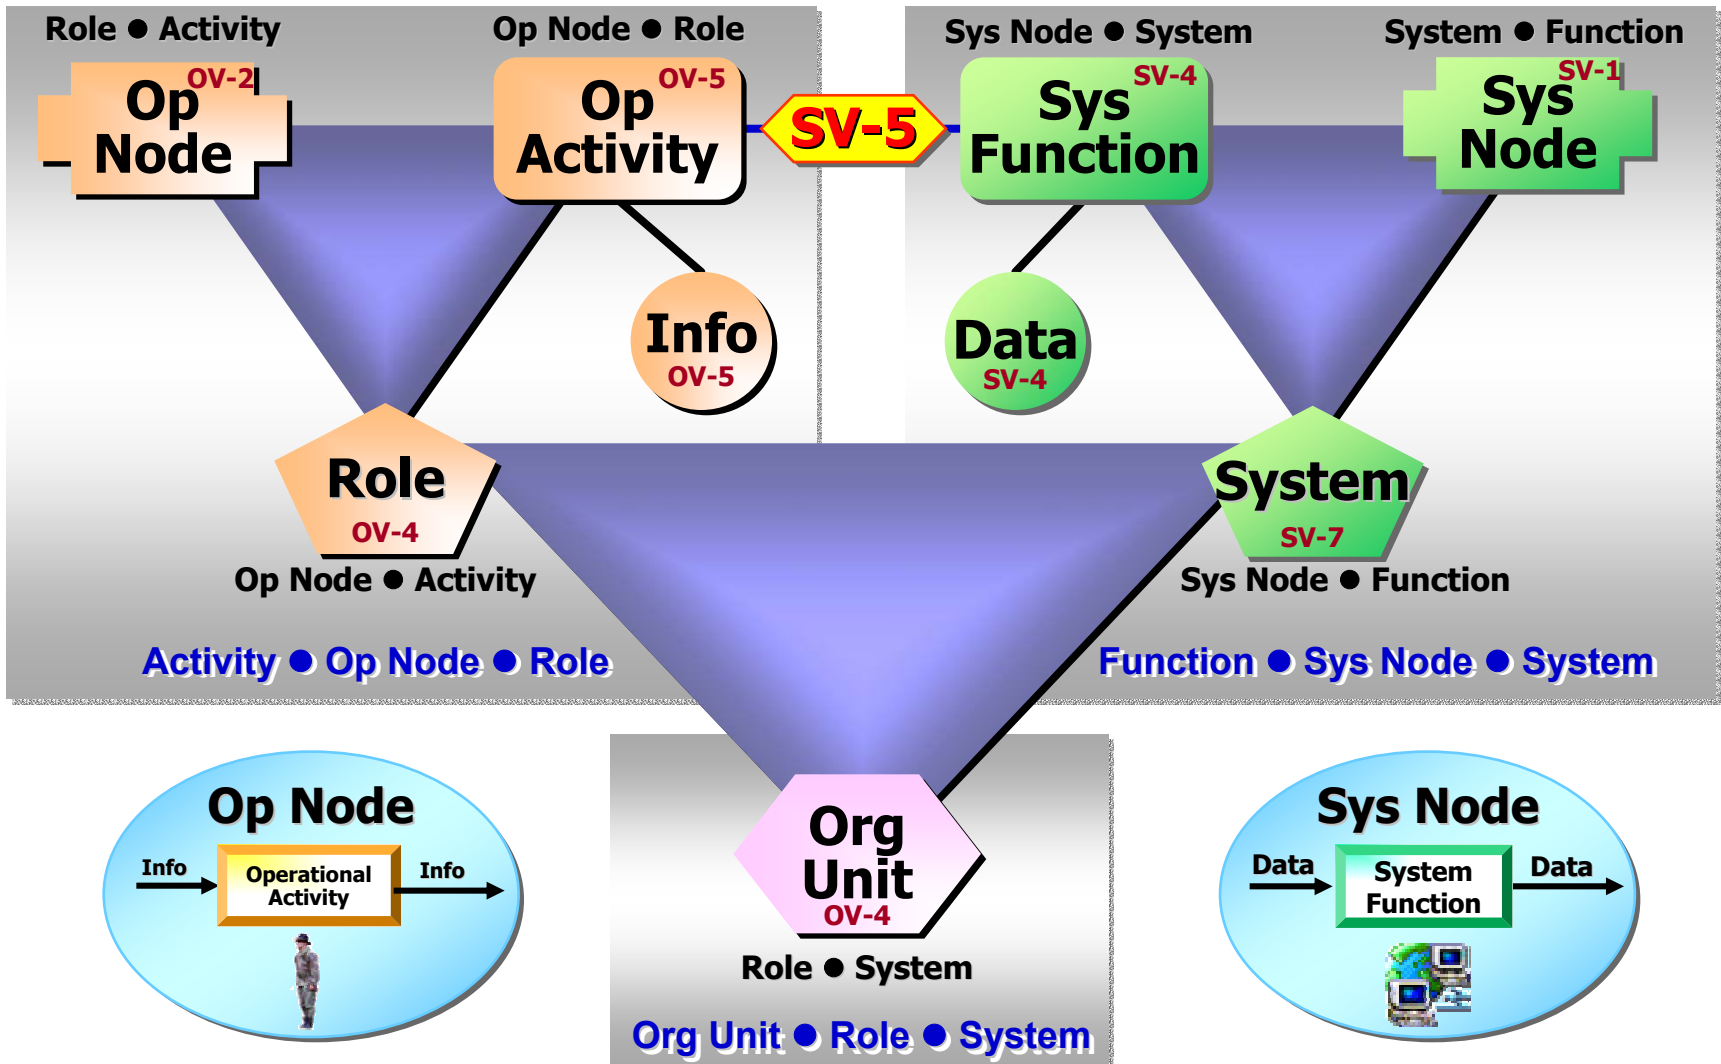 Role ● Activity
Op Node ● Role
Sys Node ● System
System ● Function
OV-2
Op
Node
OV-5
Op
Activity
SV-5
SV-4
Sys
Function
SV-1
Sys
Node
Info
OV-5
Data
SV-4
Role
OV-4
System
SV-7
Op Node ● Activity
Sys Node ● Function
Activity ● Op Node ● Role
Function ● Sys Node ● System
Op Node
Info
Operational
Activity
Info
Org
Unit
OV-4
Role ● System
Org Unit ● Role ● System
Sys Node
Data
System
Function
Data